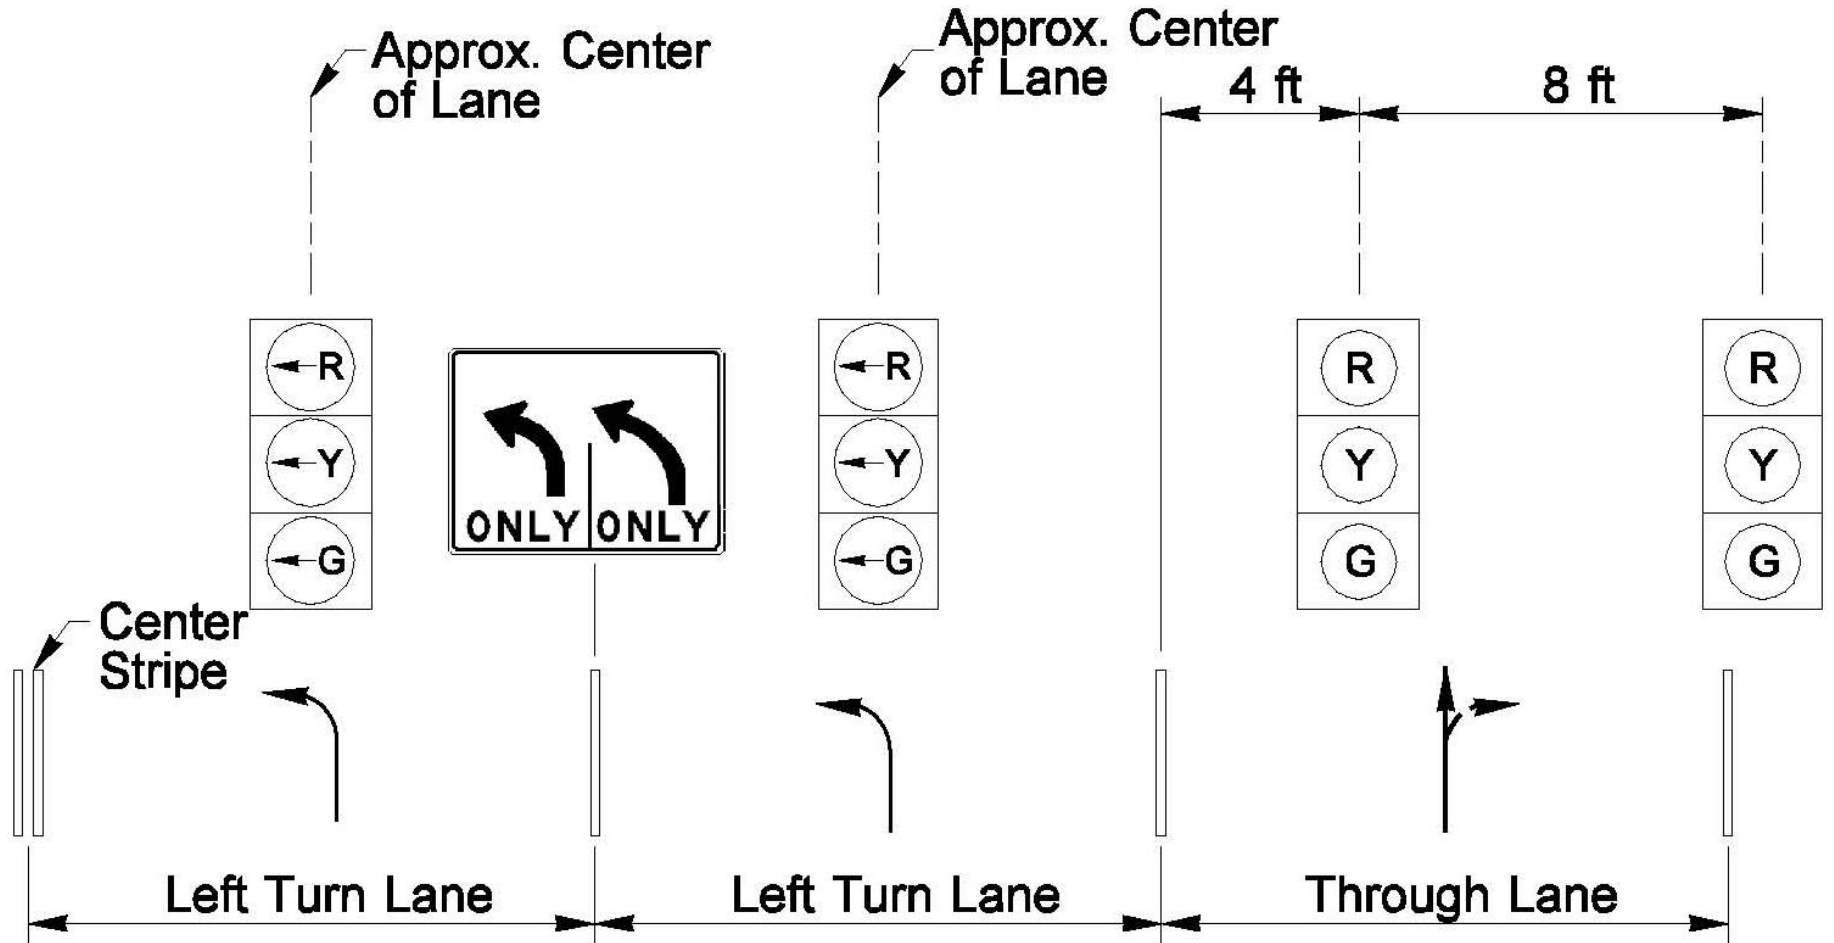 Approx. Center
of Lane
Approx. Center
of Lane
4 ft
8 ft
R
R
R
R
Y
Y
Y
Y
ONLY ONLY
G
G
G
G
Center
Stripe
Left Turn Lane
Left Turn Lane
Through Lane